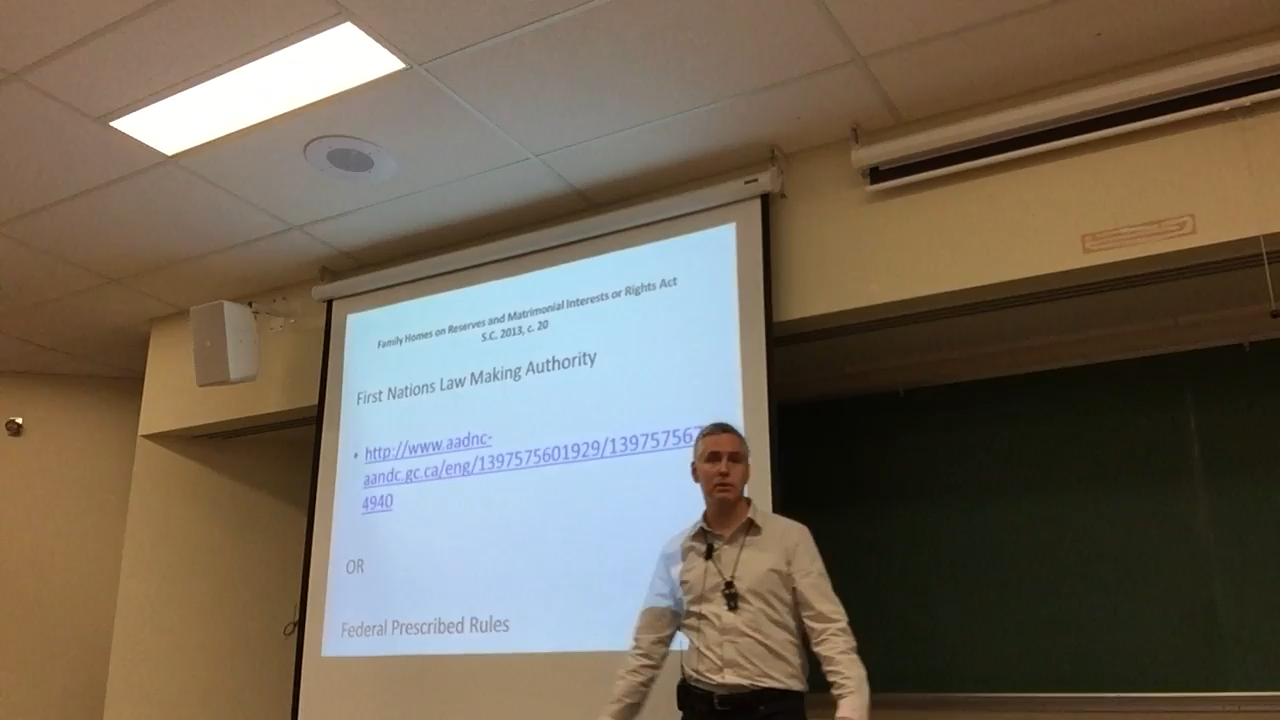 Family Homes on Reserves and Matrimonial Interests or Rights Act
S.C. 2013, c. 20
First Nations Law Making Authority
• http://www.aadnc-
aandc.gc.ca/eng/1397575601929/139757567
4940
OR
Federal Prescribed Rules